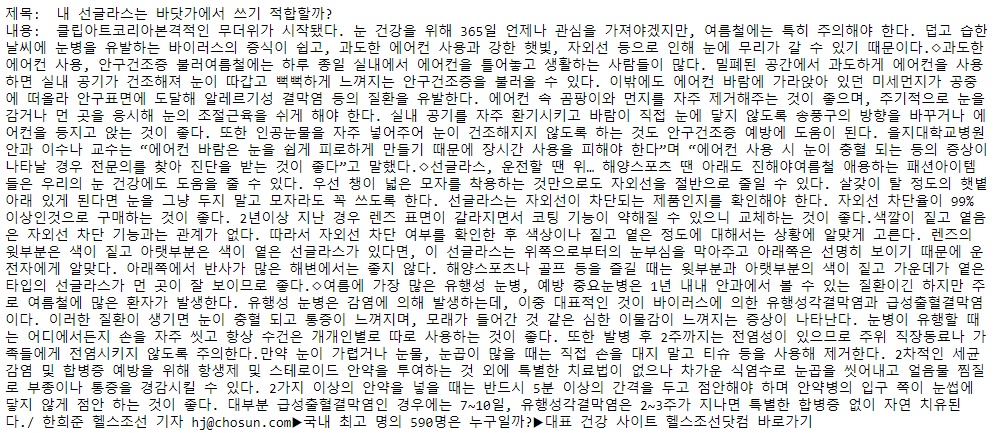 제목:  내 선글라스는 바닷가에서 쓰기 적합할까?
내용:  클립아트코리아본격적인 무더위가 시작됐다. 눈 건강을 위해 365일 언제나 관심을 가져야겠지만, 여름철에는 특히 주의해야 한다. 덥고 습한
날씨에 눈병을 유발하는 바이러스의 증식이 쉽고, 과도한 에어컨 사용과 강한 햇빛, 자외선 등으로 인해 눈에 무리가 갈 수 있기 때문이다.◇과도한
에어컨 사용, 안구건조증 불러여름철에는 하루 종일 실내에서 에어컨을 틀어놓고 생활하는 사람들이 많다. 밀폐된 공간에서 과도하게 에어컨을 사용
하면 실내 공기가 건조해져 눈이 따갑고 뻑뻑하게 느껴지는 안구건조증을 불러올 수 있다. 이밖에도 에어컨 바람에 가라앉아 있던 미세먼지가 공중
에 떠올라 안구표면에 도달해 알레르기성 결막염 등의 질환을 유발한다. 에어컨 속 곰팡이와 먼지를 자주 제거해주는 것이 좋으며, 주기적으로 눈을
감거나 먼 곳을 응시해 눈의 조절근육을 쉬게 해야 한다. 실내 공기를 자주 환기시키고 바람이 직접 눈에 닿지 않도록 송풍구의 방향을 바꾸거나 에
어컨을 등지고 앉는 것이 좋다. 또한 인공눈물을 자주 넣어주어 눈이 건조해지지 않도록 하는 것도 안구건조증 예방에 도움이 된다. 을지대학교병원
안과 이수나 교수는 “에어컨 바람은 눈을 쉽게 피로하게 만들기 때문에 장시간 사용을 피해야 한다”며 “에어컨 사용 시 눈이 충혈 되는 등의 증상이
나타날 경우 전문의를 찾아 진단을 받는 것이 좋다”고 말했다.◇선글라스, 운전할 땐 위… 해양스포츠 땐 아래도 진해야여름철 애용하는 패션아이템
들은 우리의 눈 건강에도 도움을 줄 수 있다. 우선 챙이 넓은 모자를 착용하는 것만으로도 자외선을 절반으로 줄일 수 있다. 살갗이 탈 정도의 햇볕
아래 있게 된다면 눈을 그냥 두지 말고 모자라도 꼭 쓰도록 한다. 선글라스는 자외선이 차단되는 제품인지를 확인해야 한다. 자외선 차단율이 99%
이상인것으로 구매하는 것이 좋다. 2년이상 지난 경우 렌즈 표면이 갈라지면서 코팅 기능이 약해질 수 있으니 교체하는 것이 좋다.색깔이 짙고 옅음
은 자외선 차단 기능과는 관계가 없다. 따라서 자외선 차단 여부를 확인한 후 색상이나 짙고 옅은 정도에 대해서는 상황에 알맞게 고른다. 렌즈의
윗부분은 색이 짙고 아랫부분은 색이 옅은 선글라스가 있다면, 이 선글라스는 위쪽으로부터의 눈부심을 막아주고 아래쪽은 선명히 보이기 때문에 운
전자에게 알맞다. 아래쪽에서 반사가 많은 해변에서는 좋지 않다. 해양스포츠나 골프 등을 즐길 때는 윗부분과 아랫부분의 색이 짙고 가운데가 옅은
타입의 선글라스가 먼 곳이 잘 보이므로 좋다.◇여름에 가장 많은 유행성 눈병, 예방 중요눈병은 1년 내내 안과에서 볼 수 있는 질환이긴 하지만 주
로 여름철에 많은 환자가 발생한다. 유행성 눈병은 감염에 의해 발생하는데, 이중 대표적인 것이 바이러스에 의한 유행성각결막염과 급성출혈결막염
이다. 이러한 질환이 생기면 눈이 충혈 되고 통증이 느껴지며, 모래가 들어간 것 같은 심한 이물감이 느껴지는 증상이 나타난다. 눈병이 유행할 때
는 어디에서든지 손을 자주 씻고 항상 수건은 개개인별로 따로 사용하는 것이 좋다. 또한 발병 후 2주까지는 전염성이 있으므로 주위 직장동료나 가
족들에게 전염시키지 않도록 주의한다.만약 눈이 가렵거나 눈물, 눈곱이 많을 때는 직접 손을 대지 말고 티슈 등을 사용해 제거한다. 2차적인 세균
감염 및 합병증 예방을 위해 항생제 및 스테로이드 안약을 투여하는 것 외에 특별한 치료법이 없으나 차가운 식염수로 눈곱을 씻어내고 얼음물 찜질
로 부종이나 통증을 경감시킬 수 있다. 2가지 이상의 안약을 넣을 때는 반드시 5분 이상의 간격을 두고 점안해야 하며 안약병의 입구 쪽이 눈썹에
닿지 않게 점안 하는 것이 좋다. 대부분 급성출혈결막염인 경우에는 7~10일, 유행성각결막염은 2~3주가 지나면 특별한 합병증 없이 자연 치유된
다./ 한희준 헬스조선 기자 hj@chosun.com▶국내 최고 명의 590명은 누구일까?▶대표 건강 사이트 헬스조선닷컴 바로가기